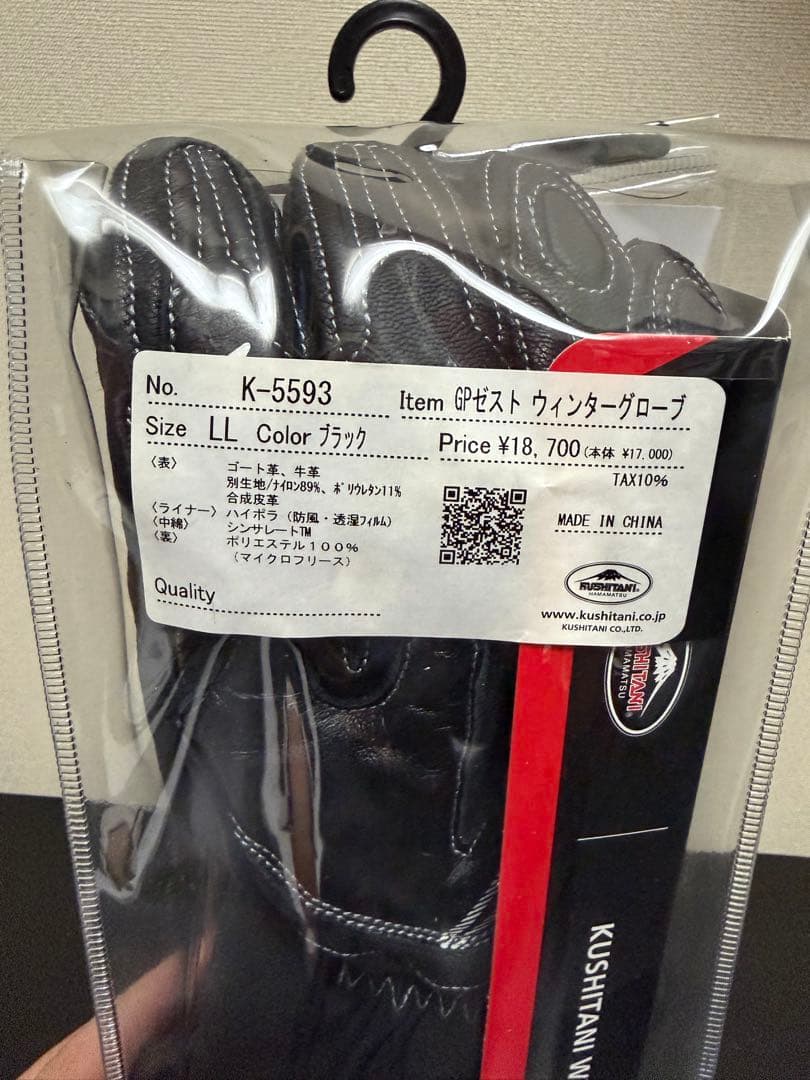 No. K-5593 Item GPゼスト ウィンターグローブ
Size LL Color ブラック Price ¥18,700(本体 ¥17,000)
TAX10%
〈表〉 ゴート革、牛革
別生地/ナイロン89%、ポリウレタン11%
合成皮革
〈ライナー〉 ハイポラ（防風・透湿フィルム）
〈中綿〉 シンサレートTM
〈裏〉 ポリエステル１００％
（マイクロフリース）
Quality
MADE IN CHINA
KUSHITANI®
HAMAMATSU
www.kushitani.co.jp
KUSHITANI CO.,LTD.
SHITANI®
MAMATSU
KUSHITANI W